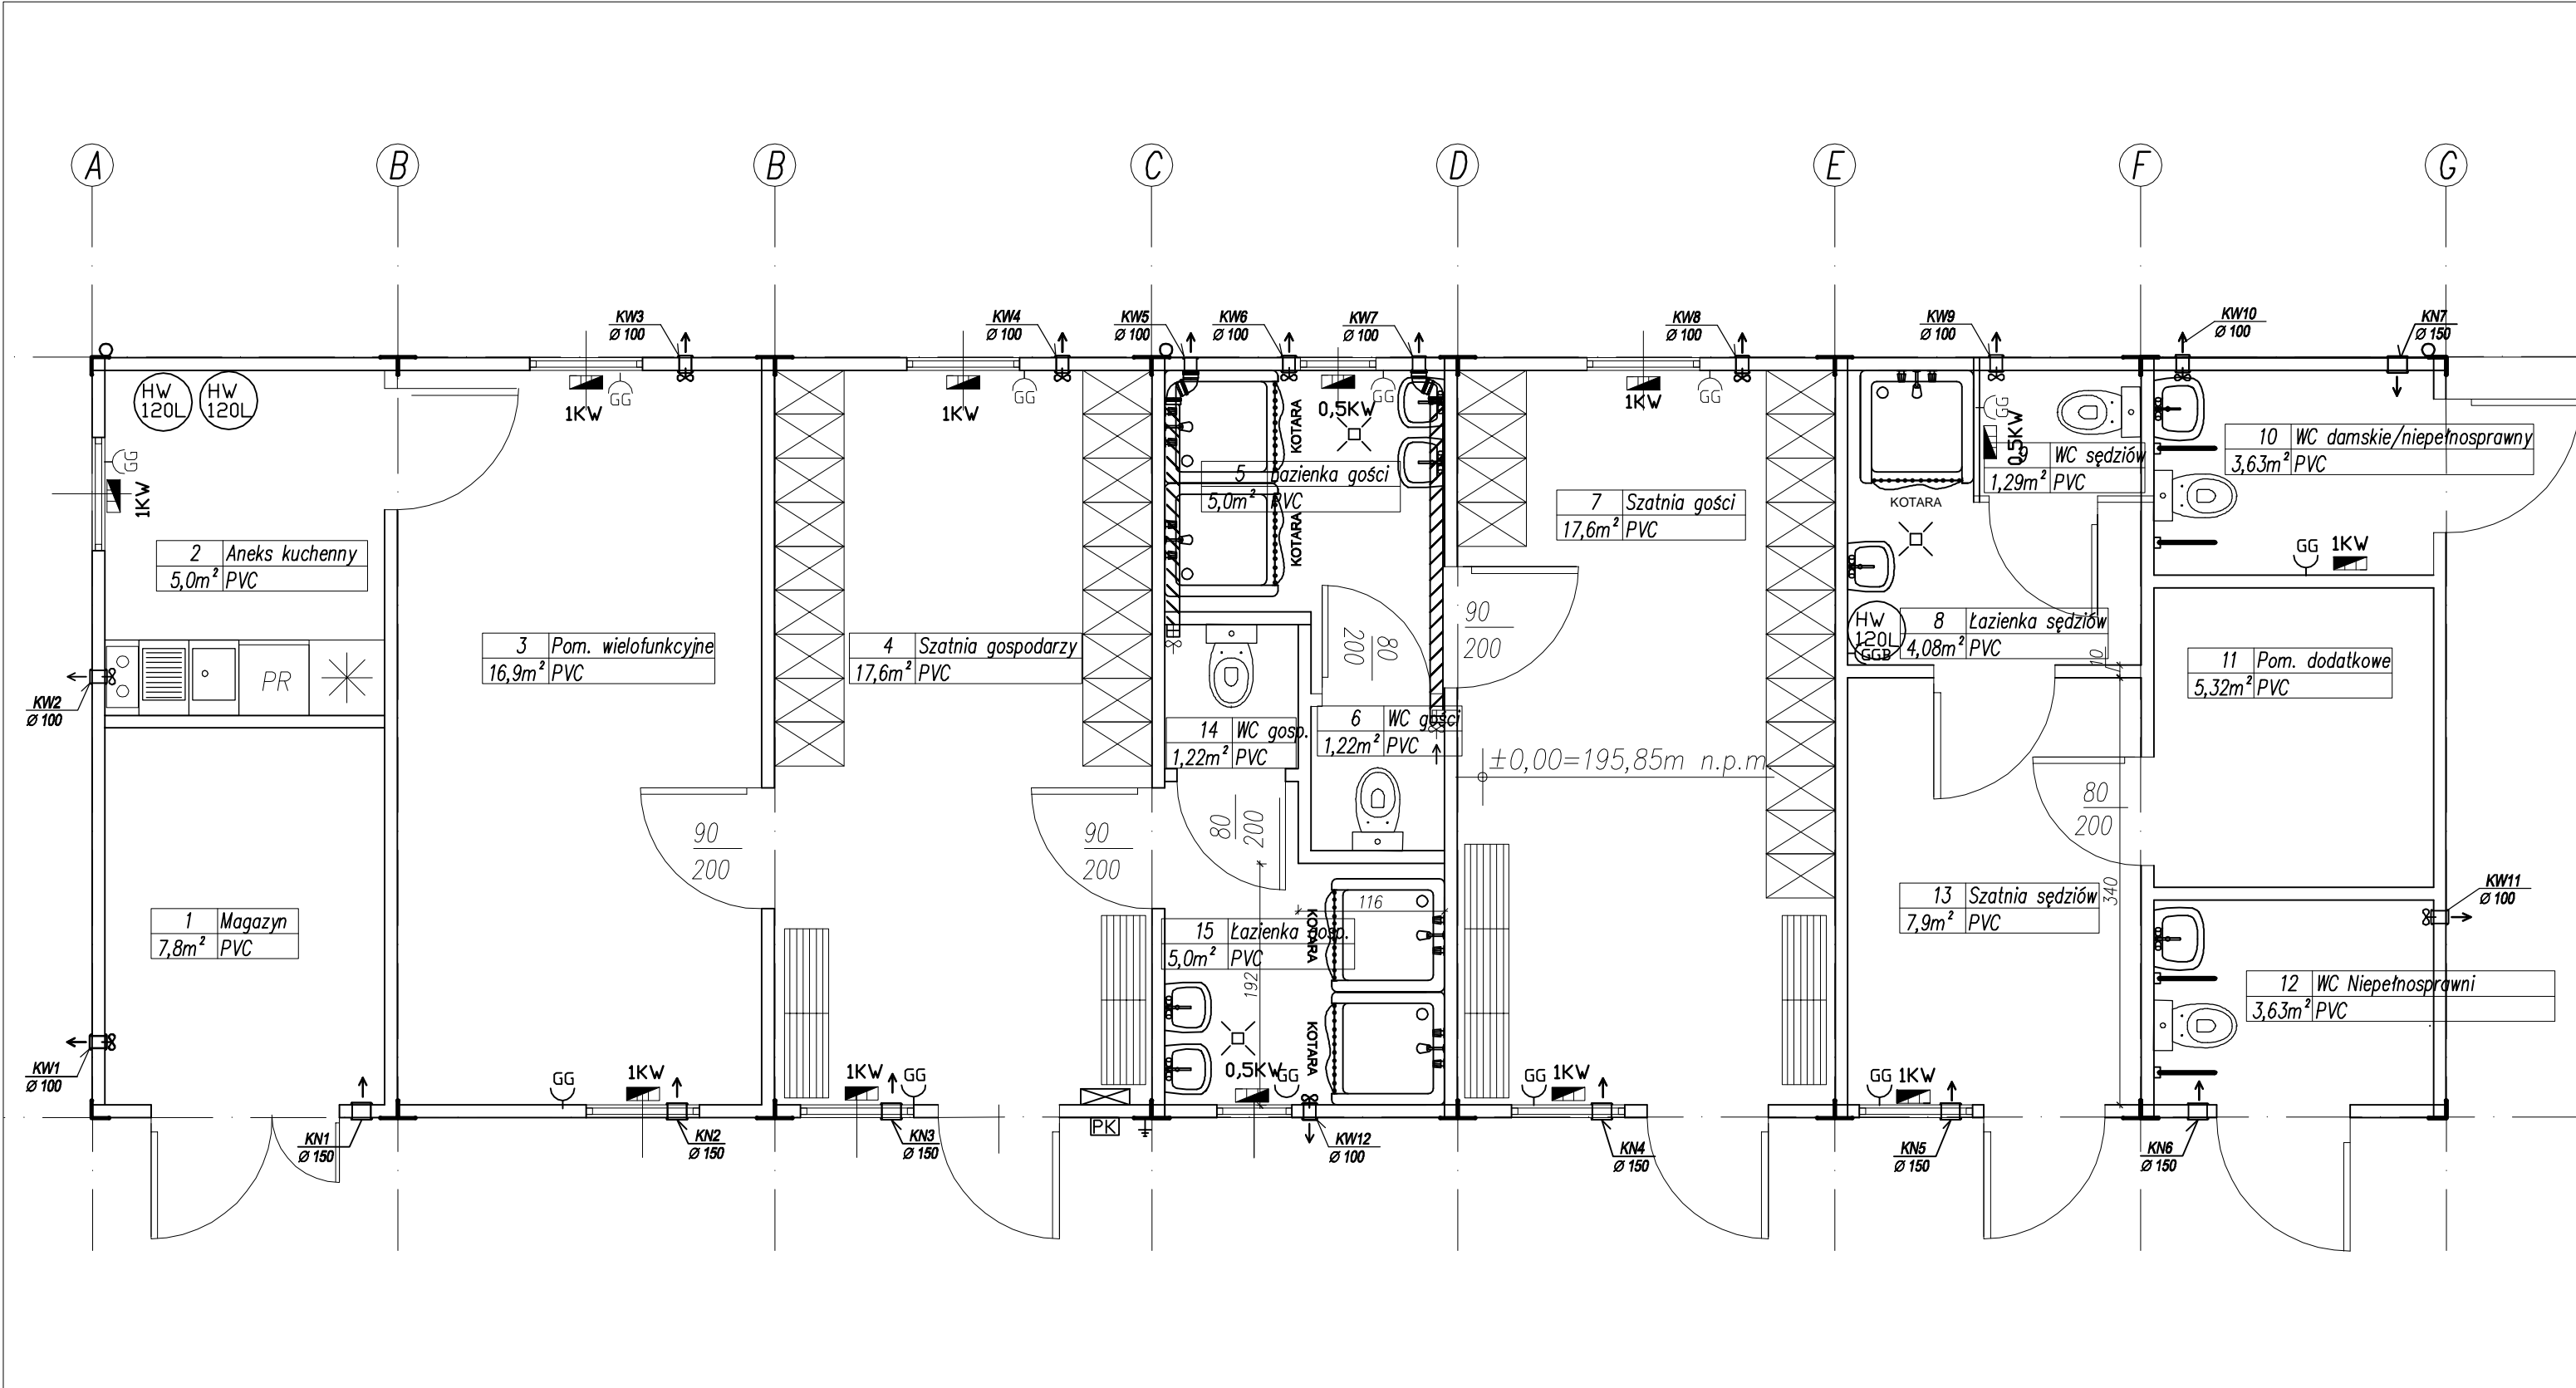 A B B C D E F G
KW3
Ø 100
KW4
Ø 100
KW5
Ø 100
KW6
Ø 100
KW7
Ø 100
KW8
Ø 100
KW9
Ø 100
KW10
Ø 100
KN7
Ø 150
HW
120L
HW
120L
GG
1KW
1KW
GG
1KW
GG
0,5KW
GG
1KW
GG
GG
0,5KW
KOTARA
KOTARA
KOTARA
2 Aneks kuchenny
5,0m² PVC
PR
3 Pom. wielofunkcyjne
16,9m² PVC
4 Szatnia gospodarzy
17,6m² PVC
5 Łazienka gości
5,0m² PVC
7 Szatnia gości
17,6m² PVC
9 WC sędziów
1,29m² PVC
10 WC damskie/niepełnosprawny
3,63m² PVC
GG 1KW
80
200
90
200
HW
120L
GGB
8 Łazienka sędziów
4,08m² PVC
10
11 Pom. dodatkowe
5,32m² PVC
KW2
Ø 100
14 WC gosp.
1,22m² PVC
6 WC gości
1,22m² PVC
±0,00=195,85m n.p.m
90
200
90
200
80
200
80
200
340
1 Magazyn
7,8m² PVC
116
15 Łazienka gosp.
5,0m² PVC
192
KOTARA
KOTARA
13 Szatnia sędziów
7,9m² PVC
KW11
Ø 100
12 WC Niepełnosprawni
3,63m² PVC
KW1
Ø 100
GG
1KW
1KW
GG
0,5KW
GG
GG 1KW
GG 1KW
PK
KN1
Ø 150
KN2
Ø 150
KN3
Ø 150
KW12
Ø 100
KN4
Ø 150
KN5
Ø 150
KN6
Ø 150